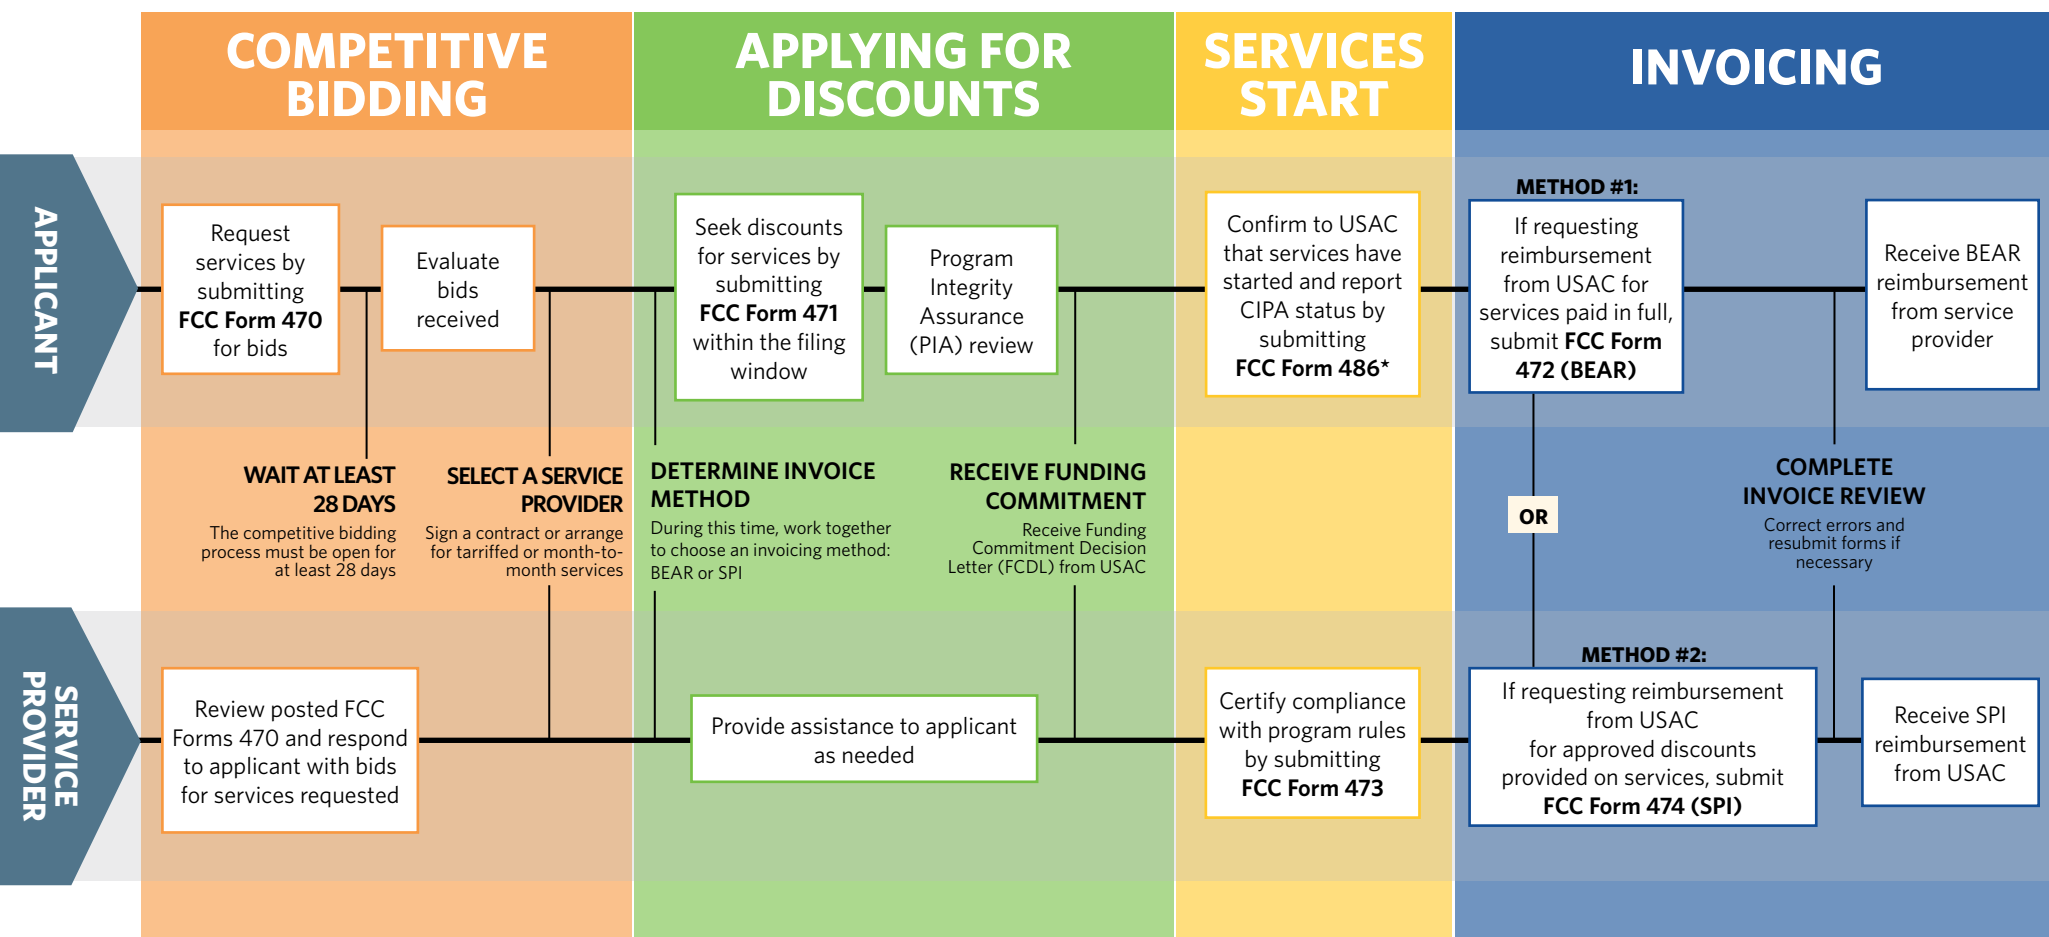 COMPETITIVE
BIDDING
APPLYING FOR
DISCOUNTS
SERVICES
START
INVOICING
APPLICANT
Request
services by
submitting
FCC Form 470
for bids
Evaluate
bids
received
Seek discounts
for services by
submitting
FCC Form 471
within the filing
window
Program
Integrity
Assurance
(PIA) review
Confirm to USAC
that services have
started and report
CIPA status by
submitting
FCC Form 486*
METHOD #1:
If requesting
reimbursement
from USAC for
services paid in full,
submit FCC Form
472 (BEAR)
Receive BEAR
reimbursement
from service
provider
WAIT AT LEAST
28 DAYS
The competitive bidding
process must be open for
at least 28 days
SELECT A SERVICE
PROVIDER
Sign a contract or arrange
for tarriffed or month-to-
month services
DETERMINE INVOICE
METHOD
During this time, work together
to choose an invoicing method:
BEAR or SPI
RECEIVE FUNDING
COMMITMENT
Receive Funding
Commitment Decision
Letter (FCDL) from USAC
OR
COMPLETE
INVOICE REVIEW
Correct errors and
resubmit forms if
necessary
SERVICE
PROVIDER
Review posted FCC
Forms 470 and respond
to applicant with bids
for services requested
Provide assistance to applicant
as needed
Certify compliance
with program rules
by submitting
FCC Form 473
METHOD #2:
If requesting reimbursement
from USAC
for approved discounts
provided on services, submit
FCC Form 474 (SPI)
Receive SPI
reimbursement
from USAC